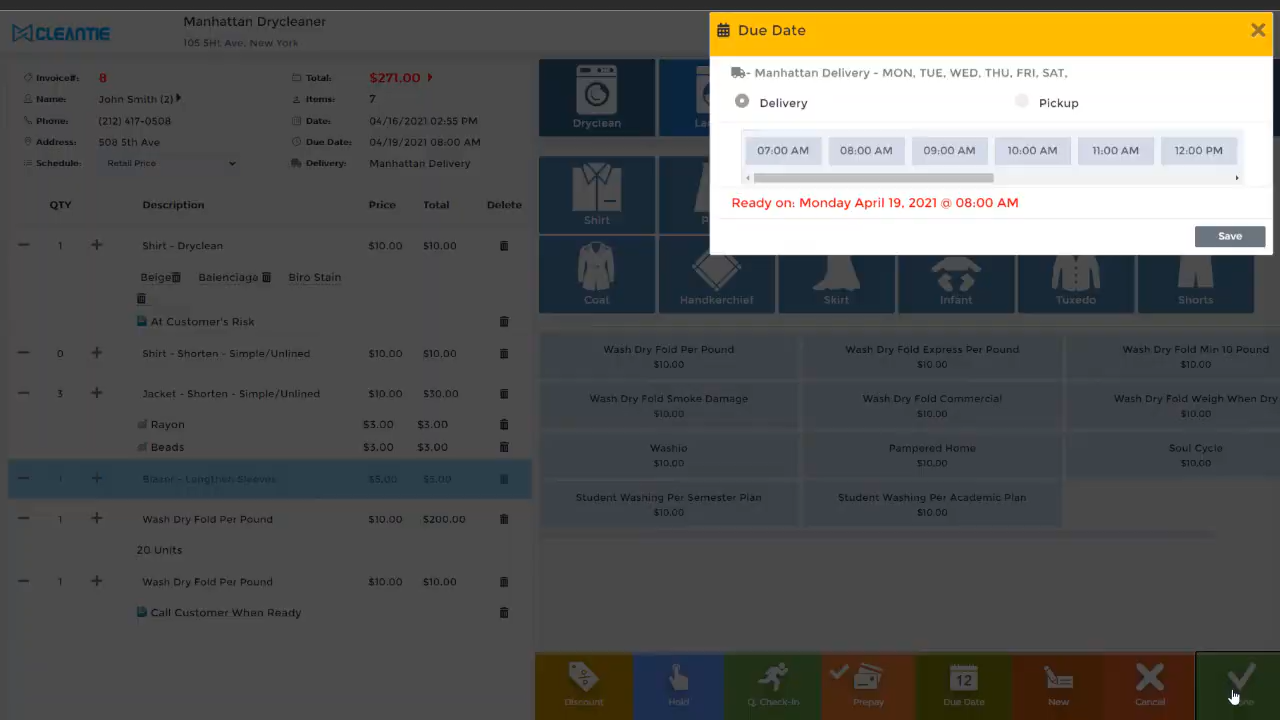 CLEANTIE
Manhattan Drycleaner
105 5Ht Ave, New York
Invoice#: 8
Total: $271.00
Name: John Smith (2)
Items: 7
Phone: (212) 417-0508
Date: 04/16/2021 02:55 PM
Address: 508 5th Ave
Due Date: 04/19/2021 08:00 AM
Schedule: Retail Price
Delivery: Manhattan Delivery
QTY Description Price Total Delete
1 Shirt - Dryclean $10.00 $10.00
Beige Balenciaga Biro Stain
At Customer's Risk
0 Shirt - Shorten - Simple/Unlined $10.00 $10.00
3 Jacket - Shorten - Simple/Unlined $10.00 $30.00
Rayon $3.00 $3.00
Beads $3.00 $3.00
1 Blazer - Lengthen Sleeves $5.00 $5.00
1 Wash Dry Fold Per Pound $10.00 $200.00
20 Units
1 Wash Dry Fold Per Pound $10.00 $10.00
Call Customer When Ready
Due Date
- Manhattan Delivery - MON, TUE, WED, THU, FRI, SAT,
Delivery Pickup
07:00 AM 08:00 AM 09:00 AM 10:00 AM 11:00 AM 12:00 PM
Ready on: Monday April 19, 2021 @ 08:00 AM
Save
Dryclean
Shirt
Coat Handkerchief Skirt Infant Tuxedo Shorts
Wash Dry Fold Per Pound Wash Dry Fold Express Per Pound Wash Dry Fold Min 10 Pound
$10.00 $10.00 $10.00
Wash Dry Fold Smoke Damage Wash Dry Fold Commercial Wash Dry Fold Weigh When Dry
$10.00 $10.00 $10.00
Washio Pampered Home Soul Cycle
$10.00 $10.00 $10.00
Student Washing Per Semester Plan Student Washing Per Academic Plan
$10.00 $10.00
Discount Hold Q. Check-In Prepay 12 Due Date New Cancel